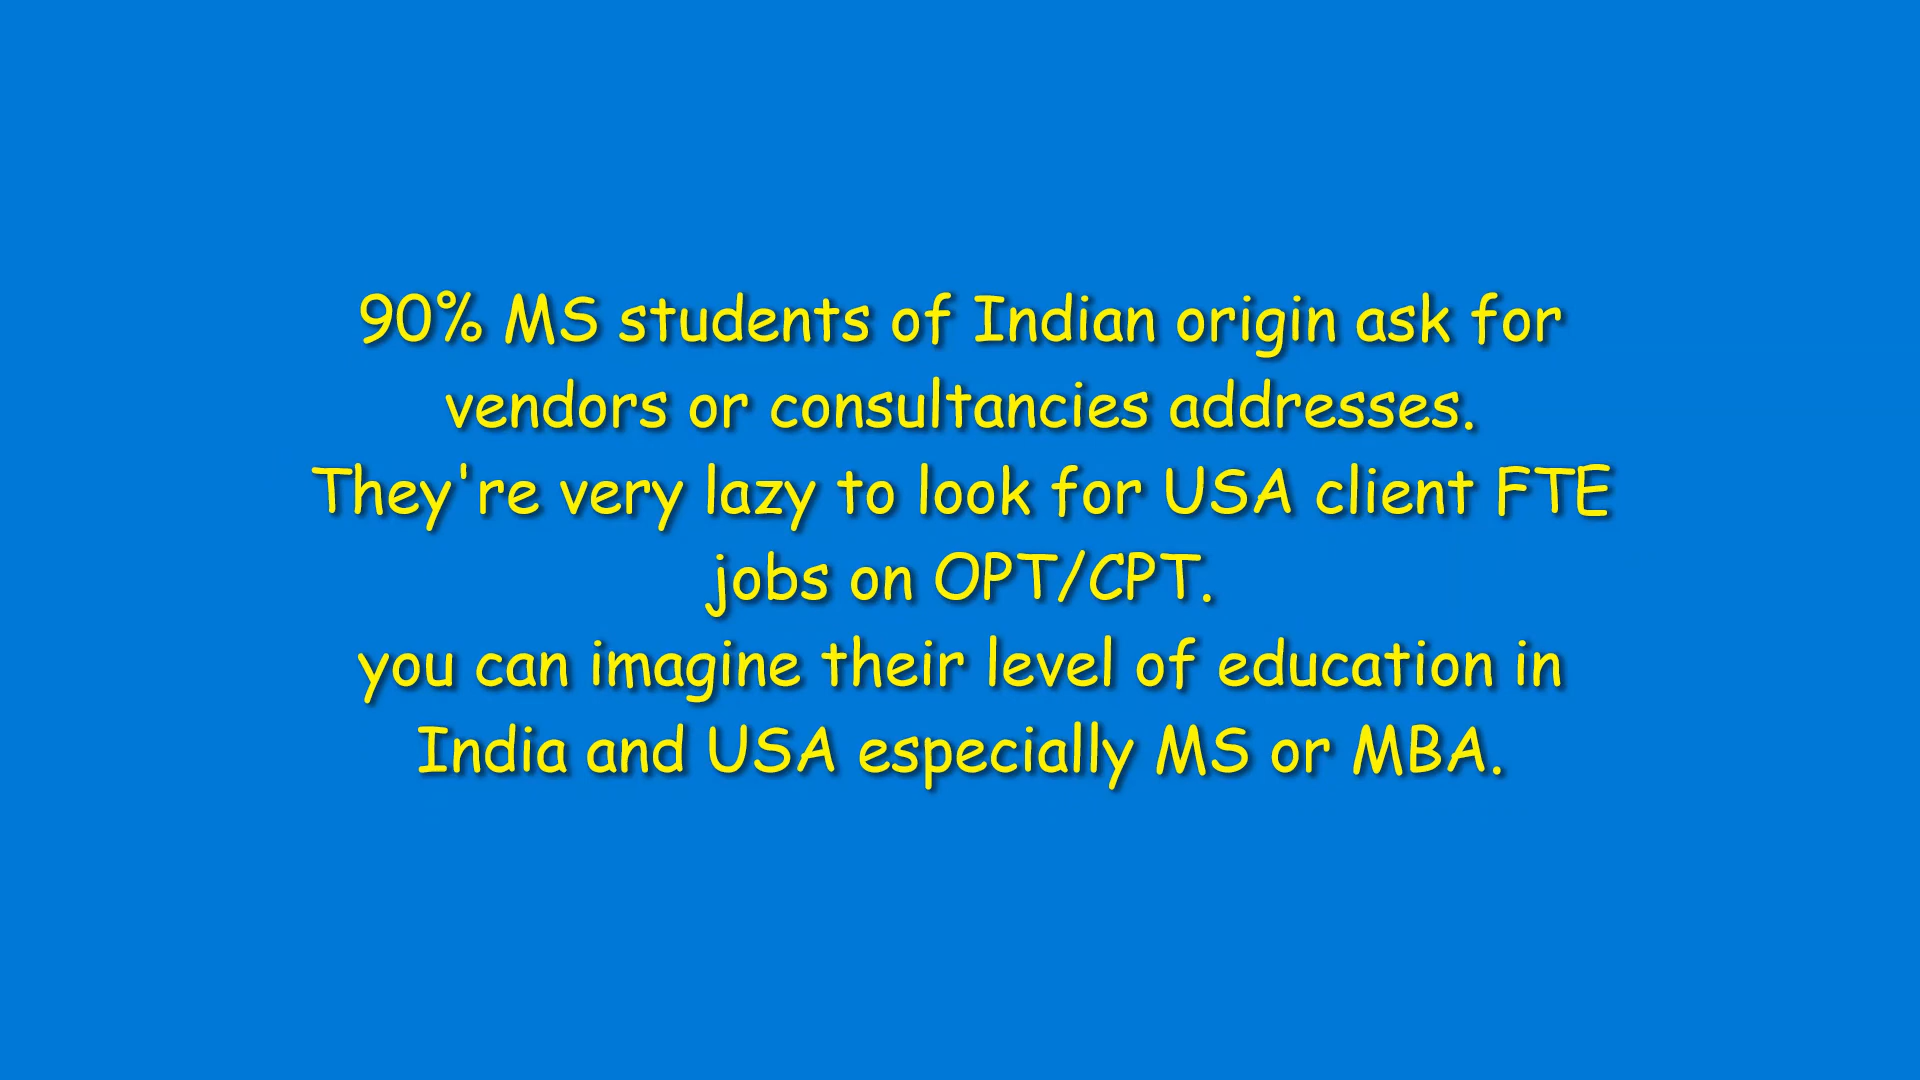 90% MS students of Indian origin ask for
vendors or consultancies addresses.
They're very lazy to look for USA client FTE
jobs on OPT/CPT.
you can imagine their level of education in
India and USA especially MS or MBA.